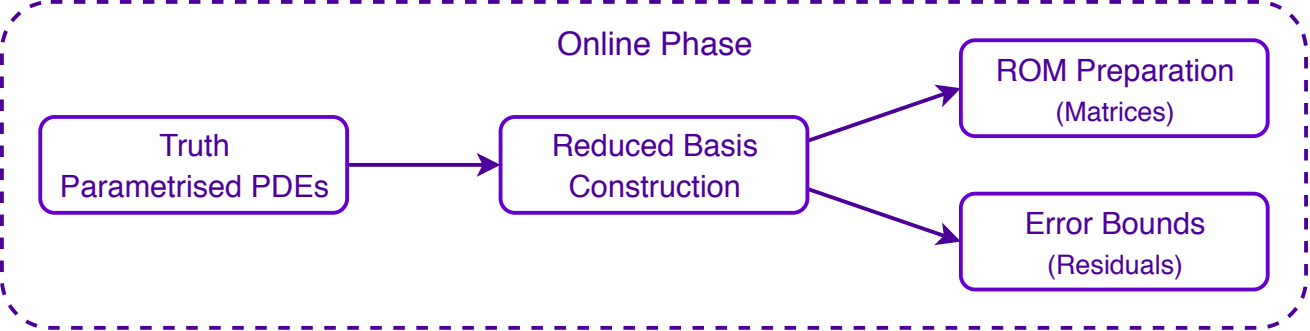 Online Phase
Truth
Parametrised PDEs
Reduced Basis
Construction
ROM Preparation
(Matrices)
Error Bounds
(Residuals)